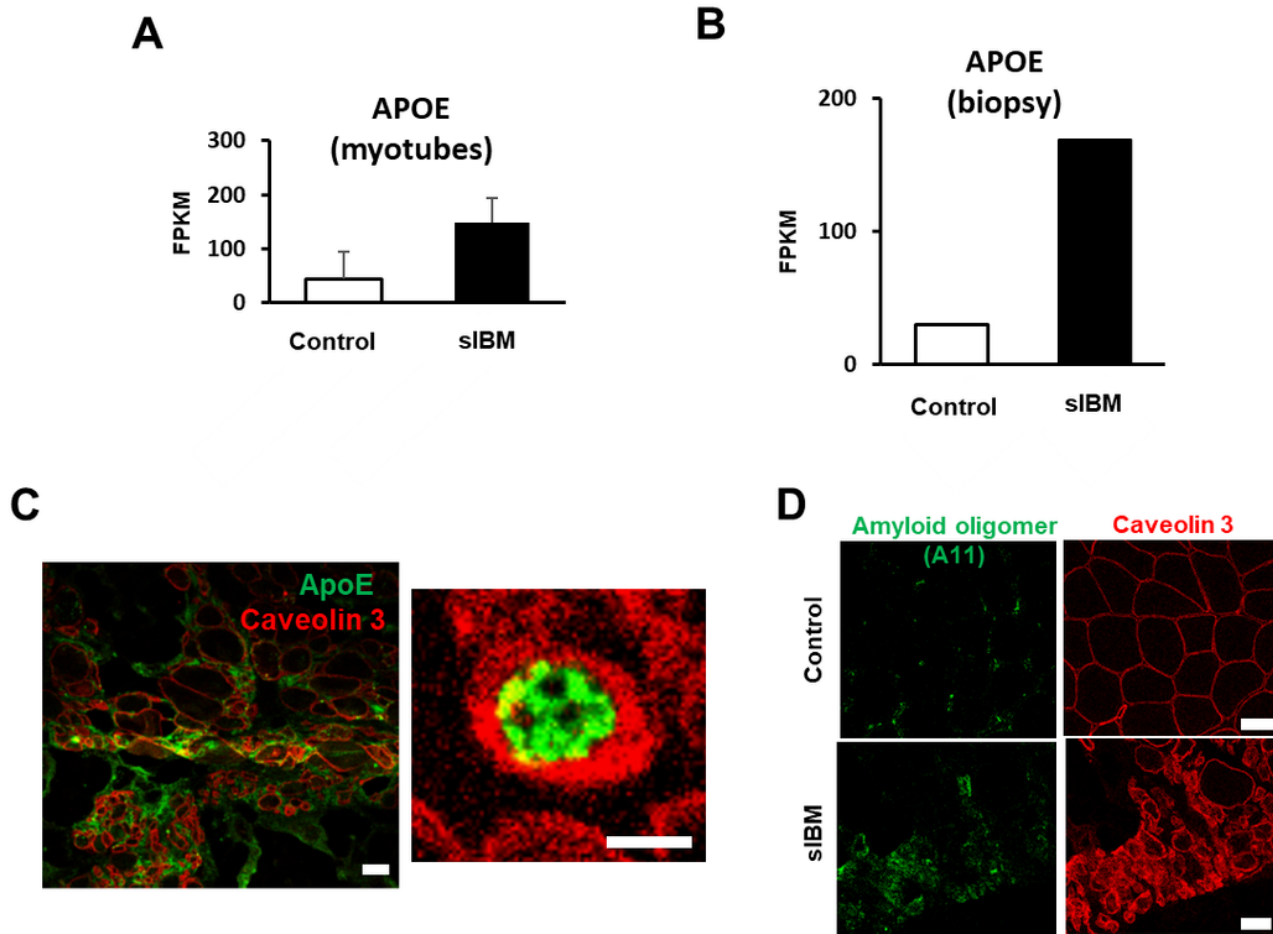 A
APOE
(myotubes)
300
200
100
0
FPKM
Control
sIBM
B
APOE
(biopsy)
200
100
0
FPKM
Control
sIBM
C
ApoE
Caveolin 3
D
Amyloid oligomer
(A11)
Caveolin 3
Control
sIBM